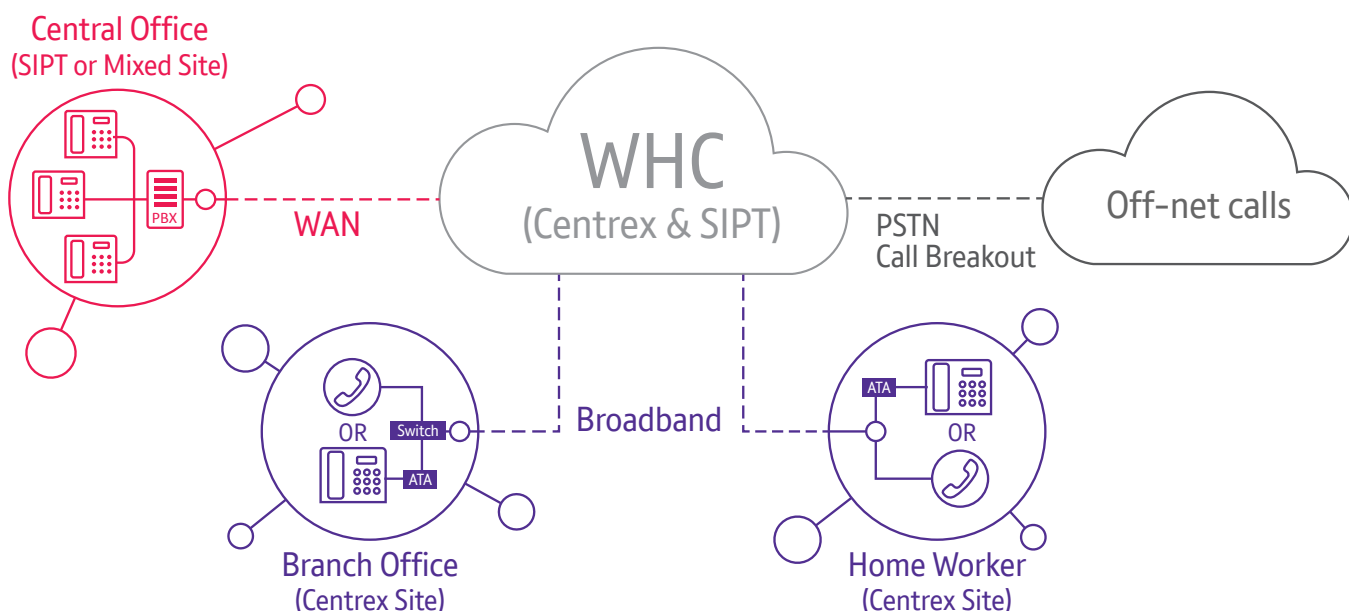 Central Office
(SIPT or Mixed Site)
PBX
WAN
WHC
(Centrex & SIPT)
PSTN
Call Breakout
Off-net calls
OR
Switch
ATA
Broadband
ATA
OR
Branch Office
(Centrex Site)
Home Worker
(Centrex Site)